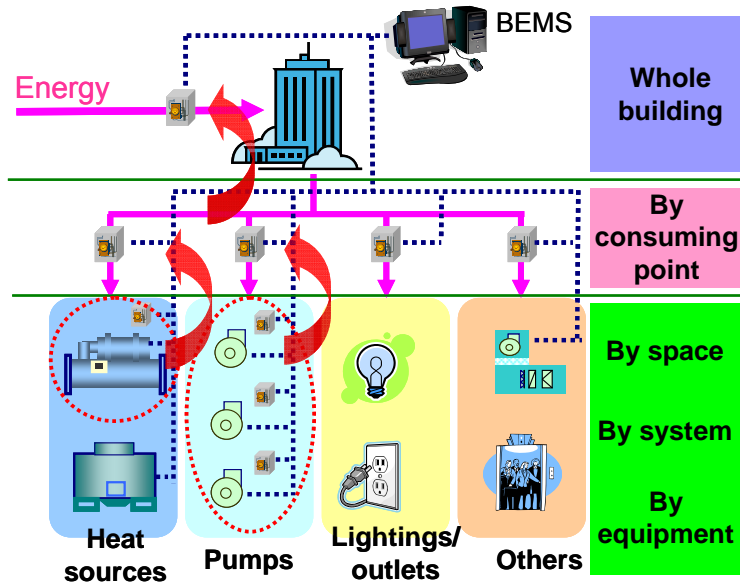 BEMS
Energy
Whole
building
By
consuming
point
By space
By system
By
equipment
Heat
sources
Pumps
Lightings/
outlets
Others